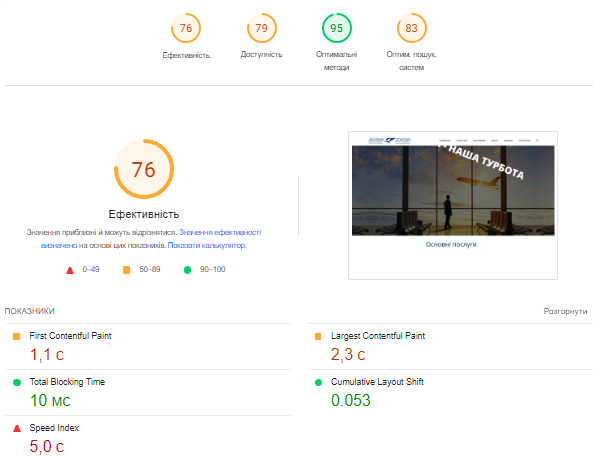 76
79
95
83
Ефективність
Доступність
Оптимальні
методи
Оптим. пошук.
систем
76
Ефективність
Значення приблизні й можуть відрізнятися. Значення ефективності
визначено на основі цих показників. Показати калькулятор.
0–49
50–89
90–100
НАША ТУРБОТА
Основні послуги
ПОКАЗНИКИ
Розгорнути
First Contentful Paint
1,1 с
Largest Contentful Paint
2,3 с
Total Blocking Time
10 мс
Cumulative Layout Shift
0.053
Speed Index
5,0 с